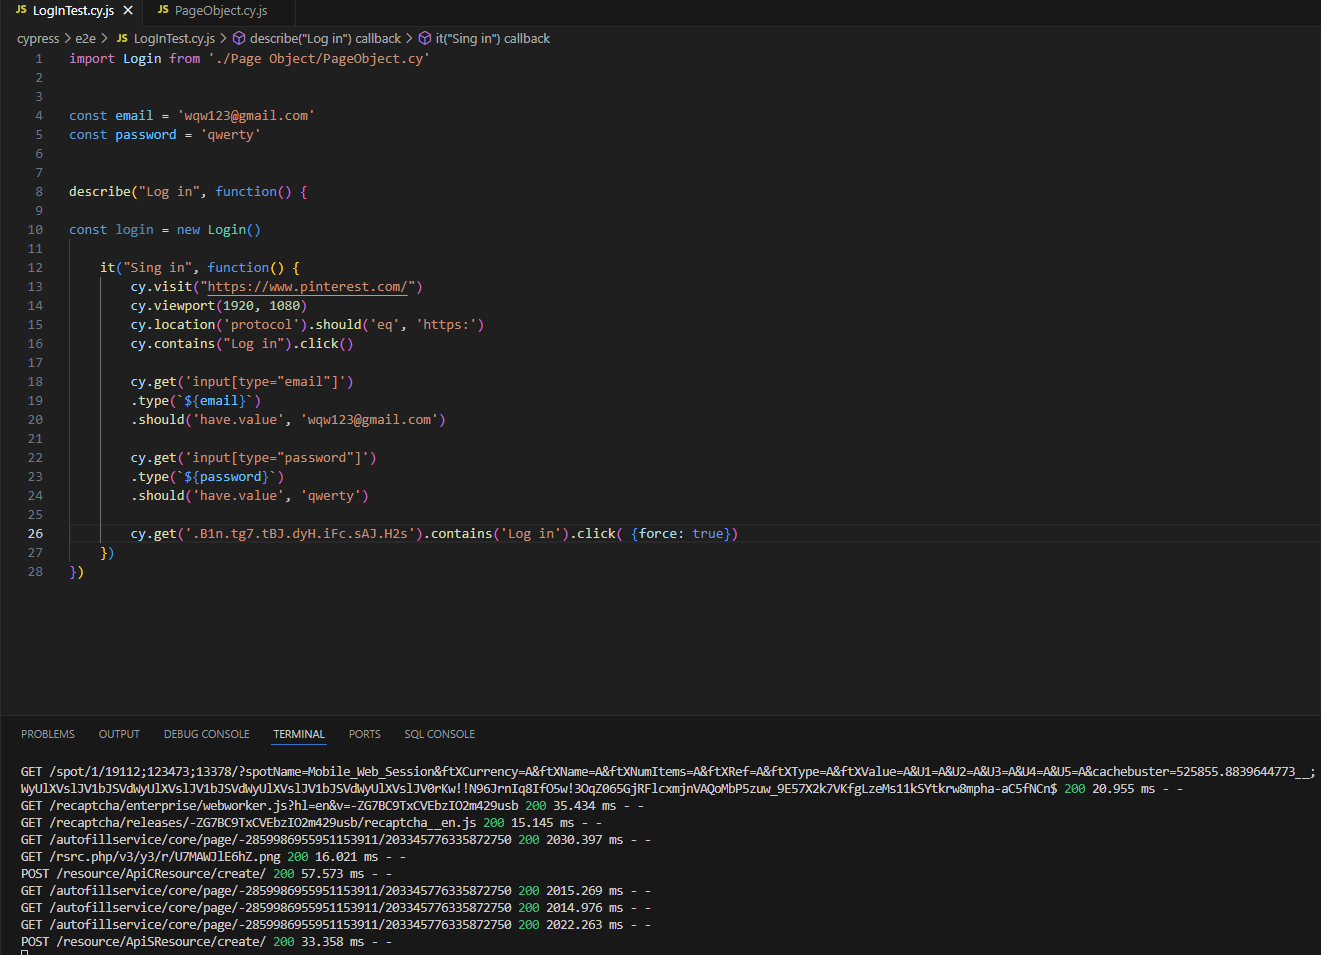 JS LogInTest.cy.js × JS PageObject.cy.js
cypress > e2e > JS LogInTest.cy.js > describe("Log in") callback > it("Sing in") callback
1 import Login from './Page Object/PageObject.cy'
2
3
4 const email = 'wqw123@gmail.com'
5 const password = 'qwerty'
6
7
8 describe("Log in", function() {
9
10 const login = new Login()
11
12 it("Sing in", function() {
13 cy.visit("https://www.pinterest.com/")
14 cy.viewport(1920, 1080)
15 cy.location('protocol').should('eq', 'https:')
16 cy.contains("Log in").click()
17
18 cy.get('input[type="email"]')
19 .type(`${email}`)
20 .should('have.value', 'wqw123@gmail.com')
21
22 cy.get('input[type="password"]')
23 .type(`${password}`)
24 .should('have.value', 'qwerty')
25
26 cy.get('.B1n.tg7.tBJ.dyH.iFc.sAJ.H2s').contains('Log in').click( {force: true})
27 })
28 })
PROBLEMS OUTPUT DEBUG CONSOLE TERMINAL PORTS SQL CONSOLE
GET /spot/1/19112;123473;13378/?spotName=Mobile_Web_Session&ftXCurrency=A&ftXName=A&ftXNumItems=A&ftXRef=A&ftXType=A&ftXValue=A&U1=A&U2=A&U3=A&U4=A&U5=A&cachebuster=525855.8839644773__;
WyUlXVslJV1bJSVdWyUlXVslJV1bJSVdWyUlXVslJV1bJSVdWyUlXVslJV0rKw!!N96JrnIq8IfO5w!3OqZ065GjRFlcxmjnVAQoMbP5zuw_9E57X2k7VKfgLzeMs11kSYtkrw8mpha-aC5fNCn$ 200 20.955 ms - -
GET /recaptcha/enterprise/webworker.js?hl=en&v=-ZG7BC9TxCVEbzIO2m429usb 200 35.434 ms - -
GET /recaptcha/releases/-ZG7BC9TxCVEbzIO2m429usb/recaptcha__en.js 200 15.145 ms - -
GET /autofillservice/core/page/-2859986955951153911/203345776335872750 200 2030.397 ms - -
GET /rsrc.php/v3/y3/r/U7MAWJlE6hZ.png 200 16.021 ms - -
POST /resource/ApiCResource/create/ 200 57.573 ms - -
GET /autofillservice/core/page/-2859986955951153911/203345776335872750 200 2015.269 ms - -
GET /autofillservice/core/page/-2859986955951153911/203345776335872750 200 2014.976 ms - -
GET /autofillservice/core/page/-2859986955951153911/203345776335872750 200 2022.263 ms - -
POST /resource/ApiSResource/create/ 200 33.358 ms - -